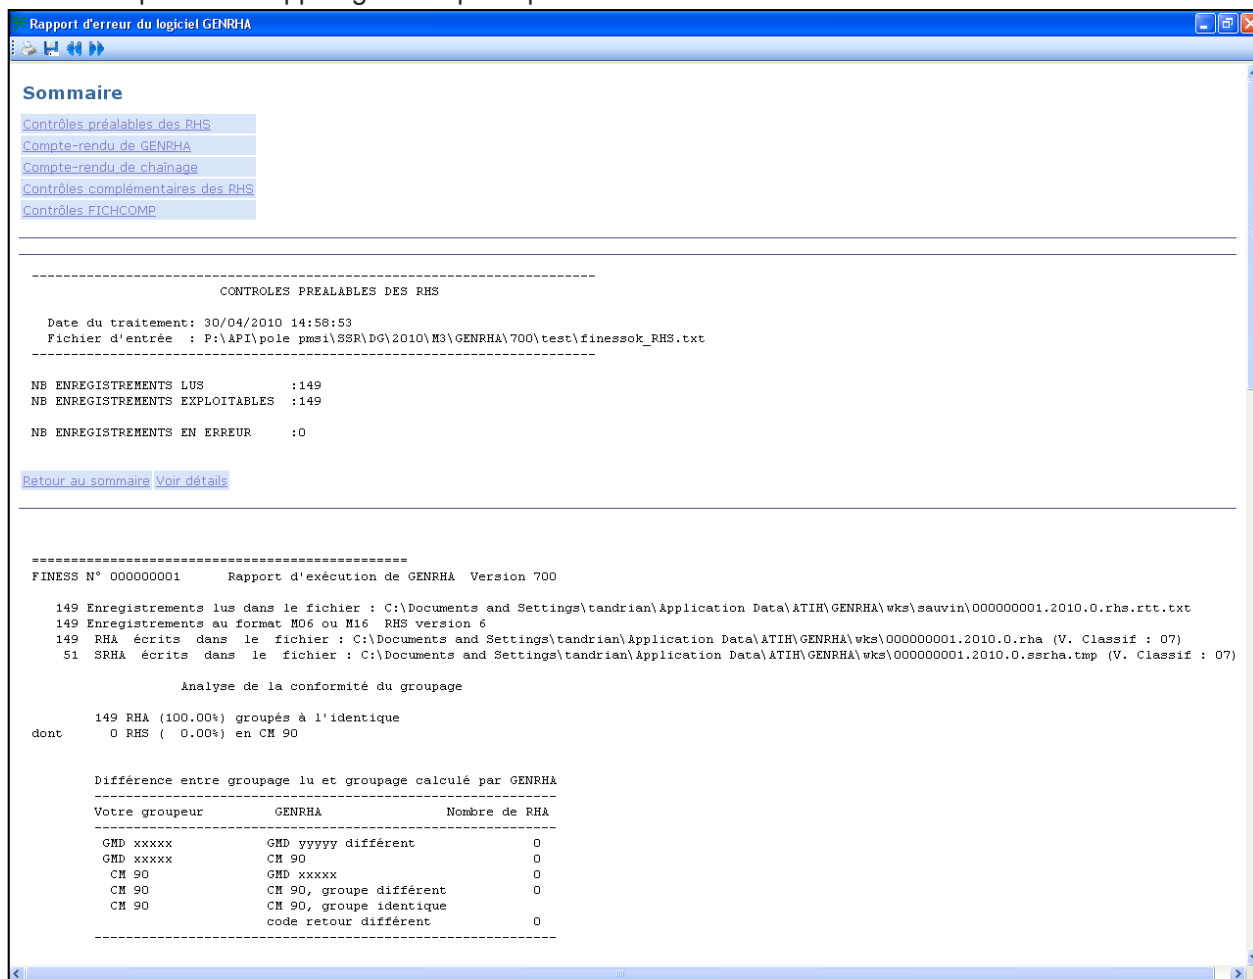 Rapport d'erreur du logiciel GENRHA
Sommaire
Contrôles préalables des RHS
Compte-rendu de GENRHA
Compte-rendu de chaînage
Contrôles complémentaires des RHS
Contrôles FICHCOMP
------------------------------------------------------------------------
CONTROLES PREALABLES DES RHS
Date du traitement: 30/04/2010 14:58:53
Fichier d'entrée : P:\API\pole pmsi\SSR\DG\2010\M3\GENRHA\700\test\finessok_RHS.txt
------------------------------------------------------------------------
NB ENREGISTREMENTS LUS :149
NB ENREGISTREMENTS EXPLOITABLES :149
NB ENREGISTREMENTS EN ERREUR :0
Retour au sommaire Voir détails
================================================
FINESS N° 000000001 Rapport d'exécution de GENRHA Version 700
149 Enregistrements lus dans le fichier : C:\Documents and Settings\tandrian\Application Data\ATIH\GENRHA\wks\sauvin\000000001.2010.0.rhs.rtt.txt
149 Enregistrements au format M06 ou M16 RHS version 6
149 RHA écrits dans le fichier : C:\Documents and Settings\tandrian\Application Data\ATIH\GENRHA\wks\000000001.2010.0.rha (V. Classif : 07)
51 SRHA écrits dans le fichier : C:\Documents and Settings\tandrian\Application Data\ATIH\GENRHA\wks\000000001.2010.0.ssrha.tmp (V. Classif : 07)
Analyse de la conformité du groupage
149 RHA (100.00%) groupés à l'identique
dont 0 RHS ( 0.00%) en CM 90
Différence entre groupage lu et groupage calculé par GENRHA
-----------------------------------------------------------
Votre groupeur GENRHA Nombre de RHA
-----------------------------------------------------------
GMD xxxxx GMD yyyyy différent 0
GMD xxxxx CM 90 0
CM 90 GMD xxxxx 0
CM 90 CM 90, groupe différent 0
CM 90 CM 90, groupe identique
code retour différent 0
-----------------------------------------------------------